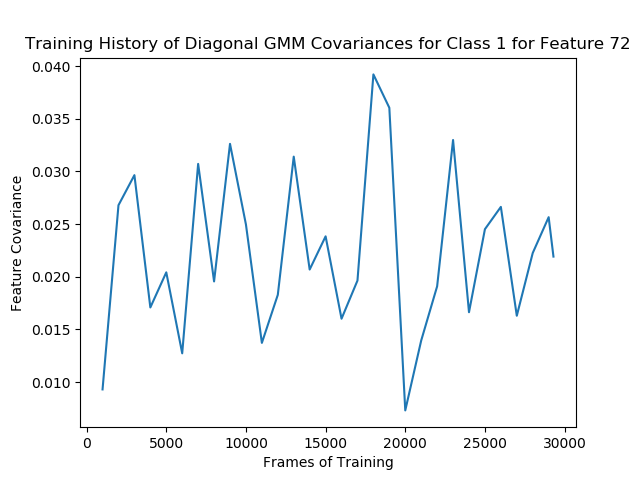 Training History of Diagonal GMM Covariances for Class 1 for Feature 72
0.040
0.035
0.030
0.025
0.020
0.015
0.010
Feature Covariance
0 5000 10000 15000 20000 25000 30000
Frames of Training